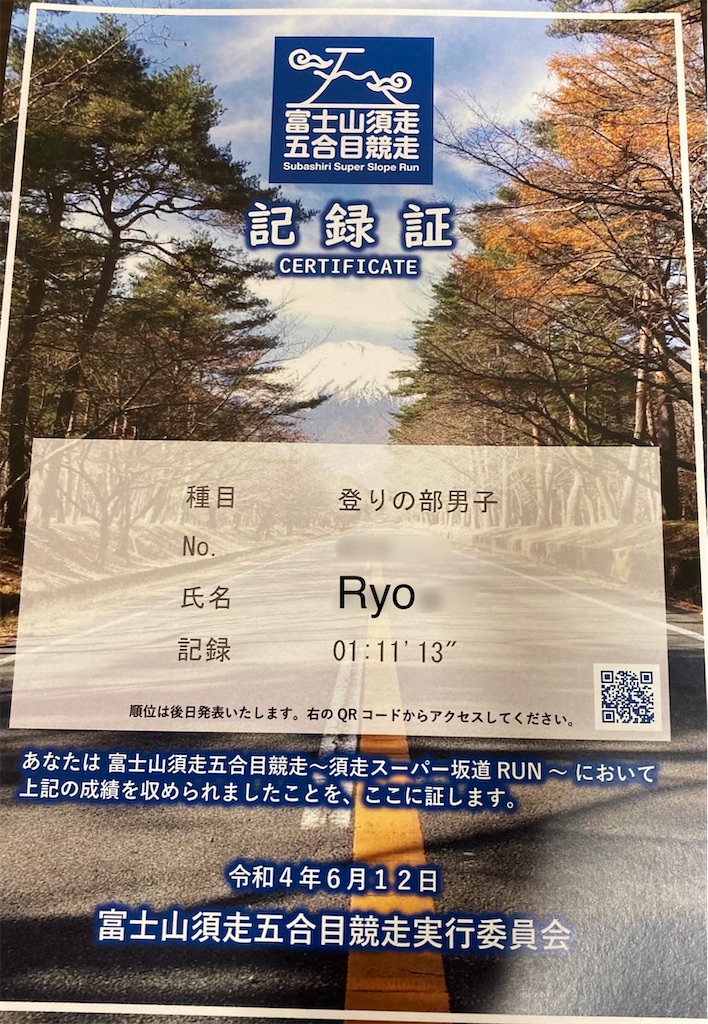 富士山須走
五合目競走
Subashiri Super Slope Run
記録証
CERTIFICATE
種目 登りの部男子
No.
氏名 Ryo
記録 01:11'13"
順位は後日発表いたします。右のQRコードからアクセスしてください。
あなたは 富士山須走五合目競走～須走スーパー坂道 RUN ～ において
上記の成績を収められましたことを、ここに証します。
令和4年6月12日
富士山須走五合目競走実行委員会